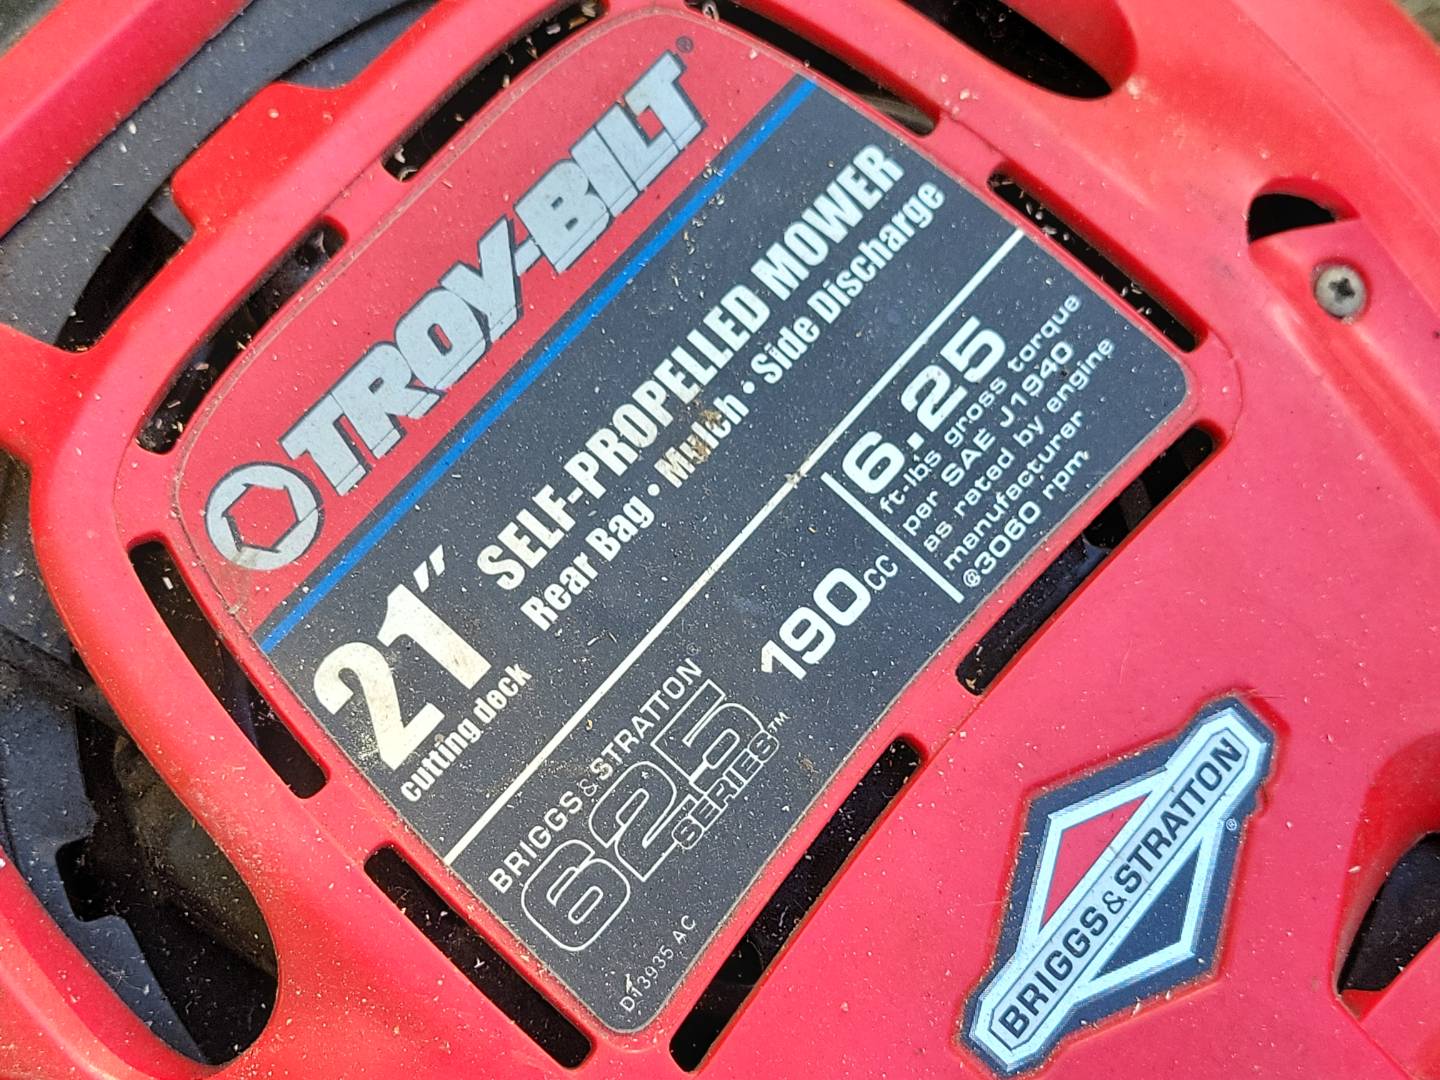 TROY-BILT®
21"
cutting deck
SELF-PROPELLED MOWER
Rear Bag • Mulch • Side Discharge
BRIGGS & STRATTON®
625
SERIES™
190cc
6.25
ft-lbs gross torque
per SAE J1940
as rated by engine
manufacturer
@3060 rpm
D13935 AC
BRIGGS & STRATTON®